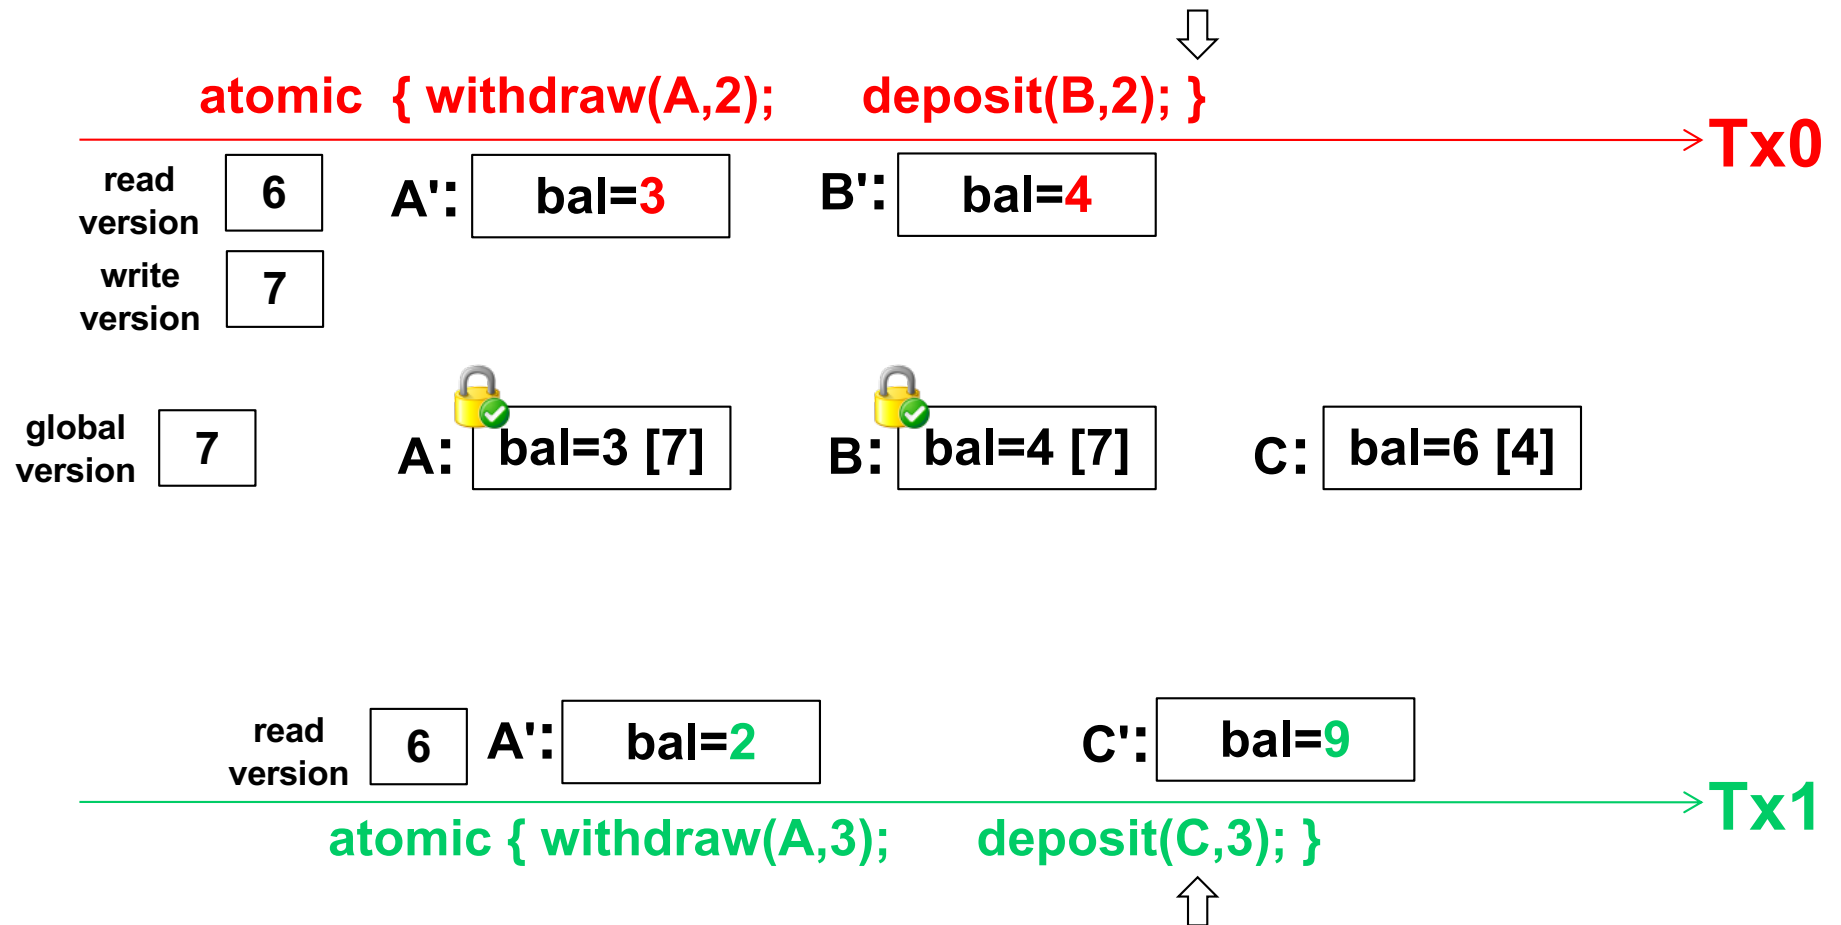 atomic { withdraw(A,2); deposit(B,2); }
Tx0
read version
6
A': bal=3
B': bal=4
write version
7
global version
7
A: bal=3 [7]
B: bal=4 [7]
C: bal=6 [4]
read version
6
A': bal=2
C': bal=9
Tx1
atomic { withdraw(A,3); deposit(C,3); }